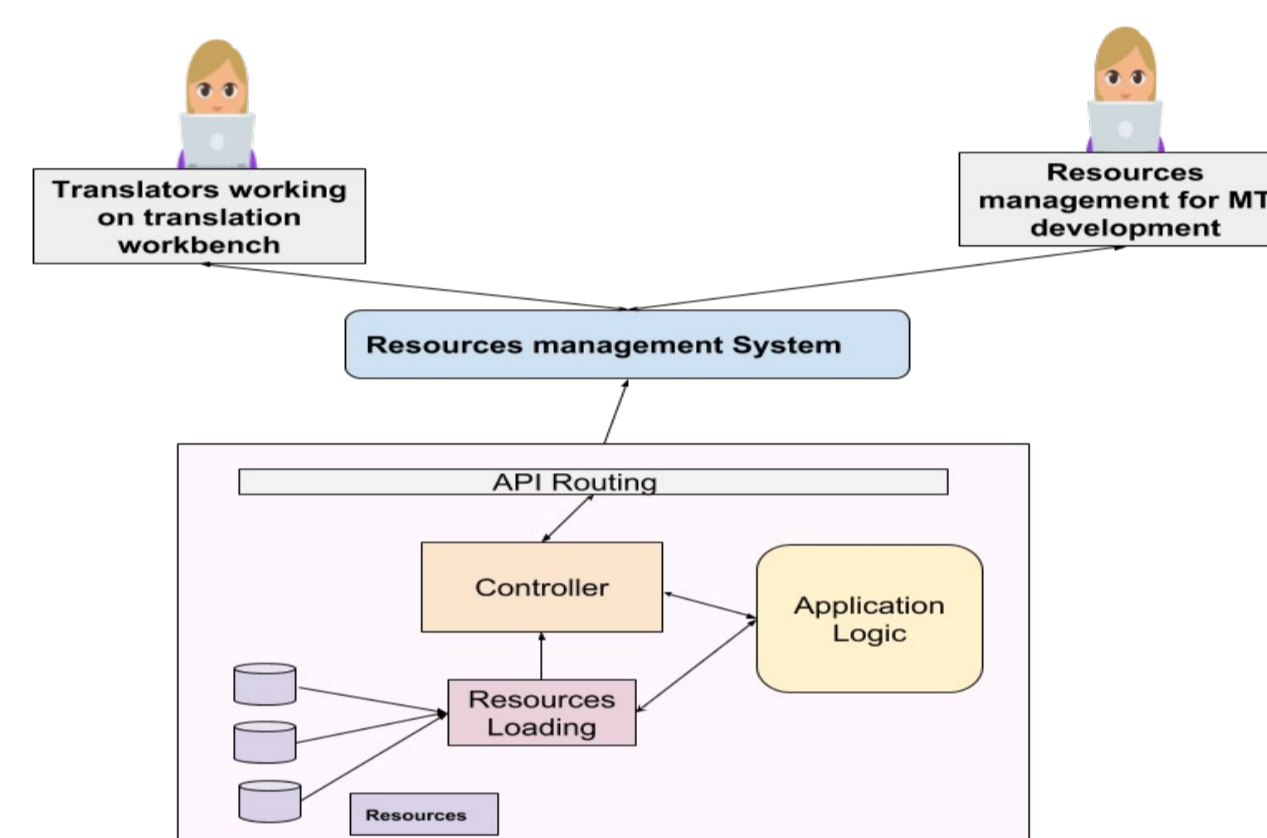 Translators working
on translation
workbench
Resources
management for MT
development
Resources management System
API Routing
Controller
Application
Logic
Resources
Loading
Resources